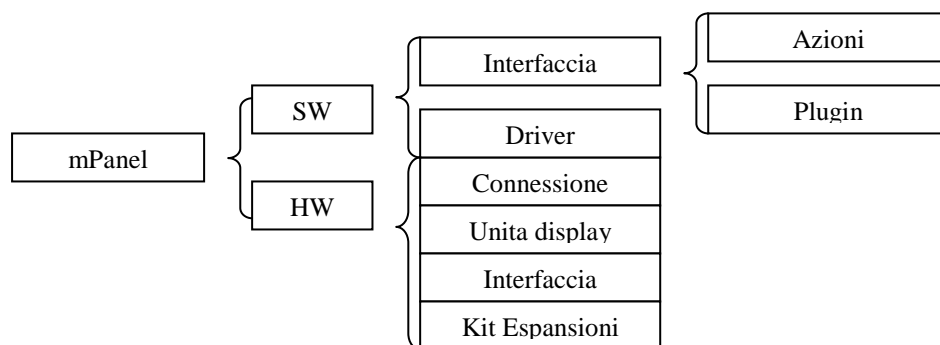 mPanel
SW
HW
Interfaccia
Driver
Connessione
Unita display
Interfaccia
Kit Espansioni
Azioni
Plugin